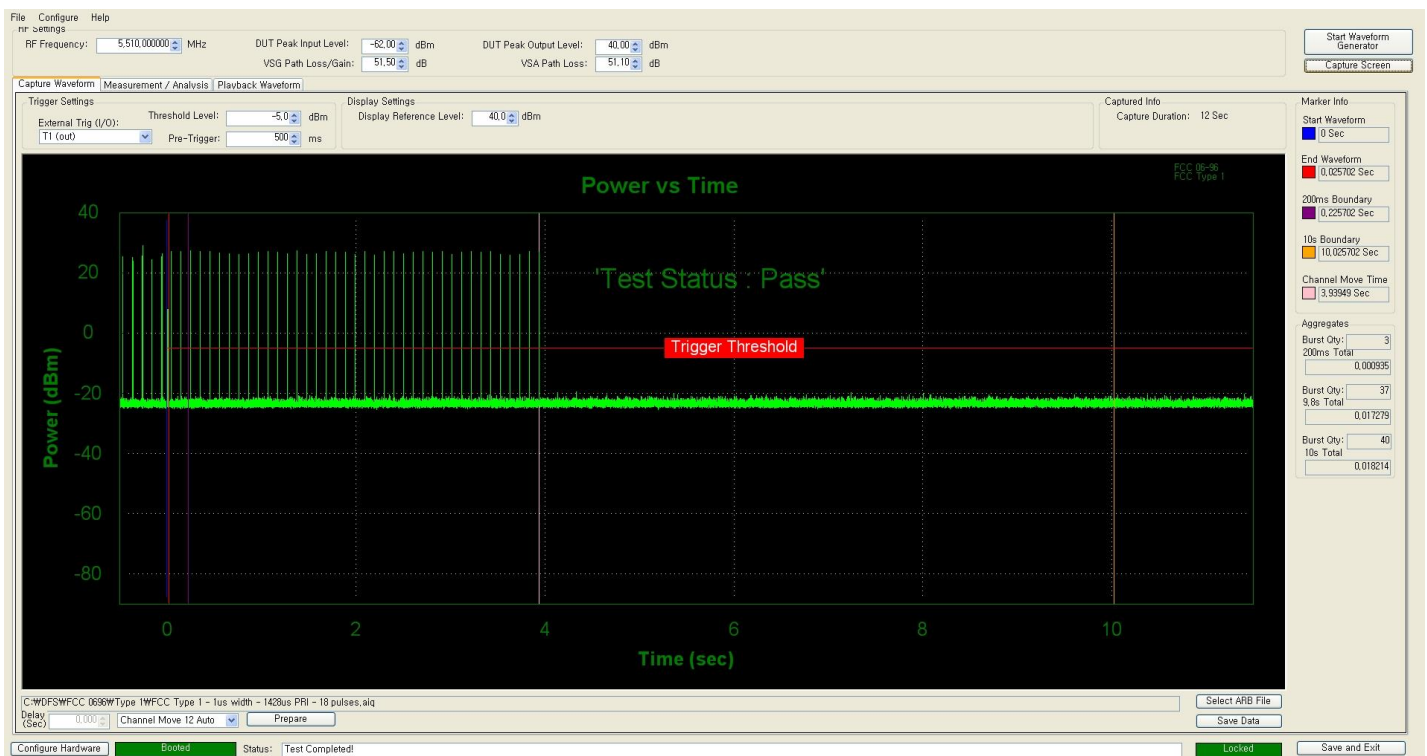 File Configure Help
RF Settings
RF Frequency: 5,510,000000 MHz DUT Peak Input Level: -62,00 dBm DUT Peak Output Level: 40,00 dBm
VSG Path Loss/Gain: 51,50 dB VSA Path Loss: 51,10 dB
Start Waveform Generator
Capture Screen
Capture Waveform Measurement / Analysis Playback Waveform
Trigger Settings
External Trig (I/O):
T1 (out)
Threshold Level: -5,0 dBm
Pre-Trigger: 500 ms
Display Settings
Display Reference Level: 40,0 dBm
Captured Info
Capture Duration: 12 Sec
Marker Info
Start Waveform
0 Sec
End Waveform
0,025702 Sec
200ms Boundary
0,225702 Sec
10s Boundary
10,025702 Sec
Channel Move Time
3,93949 Sec
Aggregates
Burst Qty: 3
200ms Total
0,000935
Burst Qty: 37
9,8s Total
0,017279
Burst Qty: 40
10s Total
0,018214
FCC 06-96
FCC Type 1
Power vs Time
'Test Status : Pass'
Trigger Threshold
Power (dBm)
40
20
0
-20
-40
-60
-80
0 2 4 6 8 10
Time (sec)
C:₩DFS₩FCC 0696₩Type 1₩FCC Type 1 - 1us width - 1428us PRI - 18 pulses,aiq
Select ARB File
Delay (Sec) 0,000 Channel Move 12 Auto Prepare
Save Data
Configure Hardware Booted Status: Test Completed! Locked Save and Exit